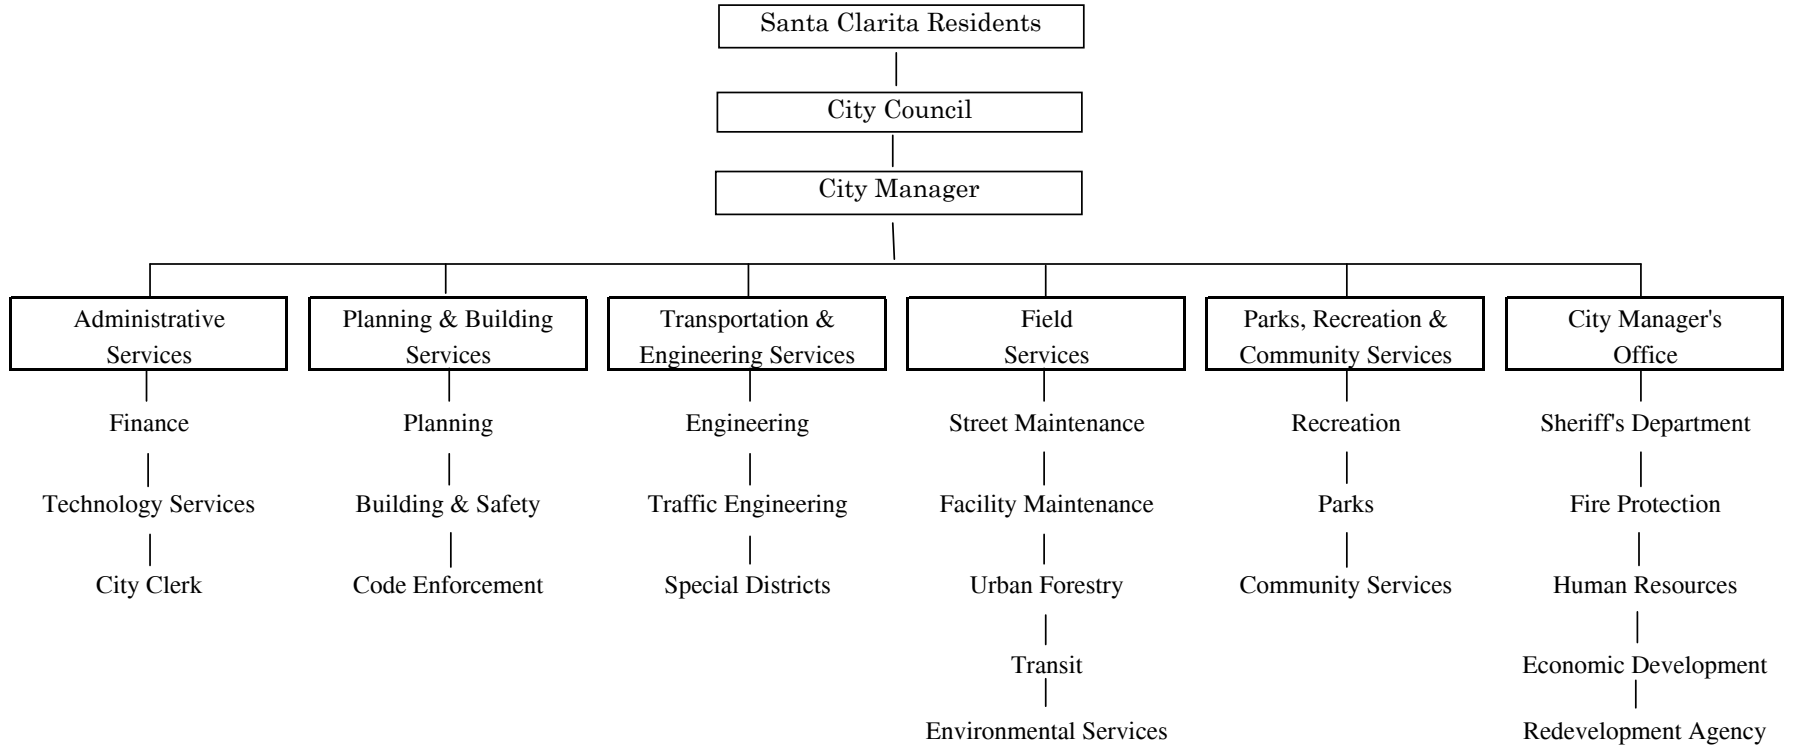 Santa Clarita Residents
City Council
City Manager
Administrative
Services
Finance
Technology Services
City Clerk
Planning & Building
Services
Planning
Building & Safety
Code Enforcement
Transportation &
Engineering Services
Engineering
Traffic Engineering
Special Districts
Field
Services
Street Maintenance
Facility Maintenance
Urban Forestry
Transit
Environmental Services
Parks, Recreation &
Community Services
Recreation
Parks
Community Services
City Manager's
Office
Sheriff's Department
Fire Protection
Human Resources
Economic Development
Redevelopment Agency